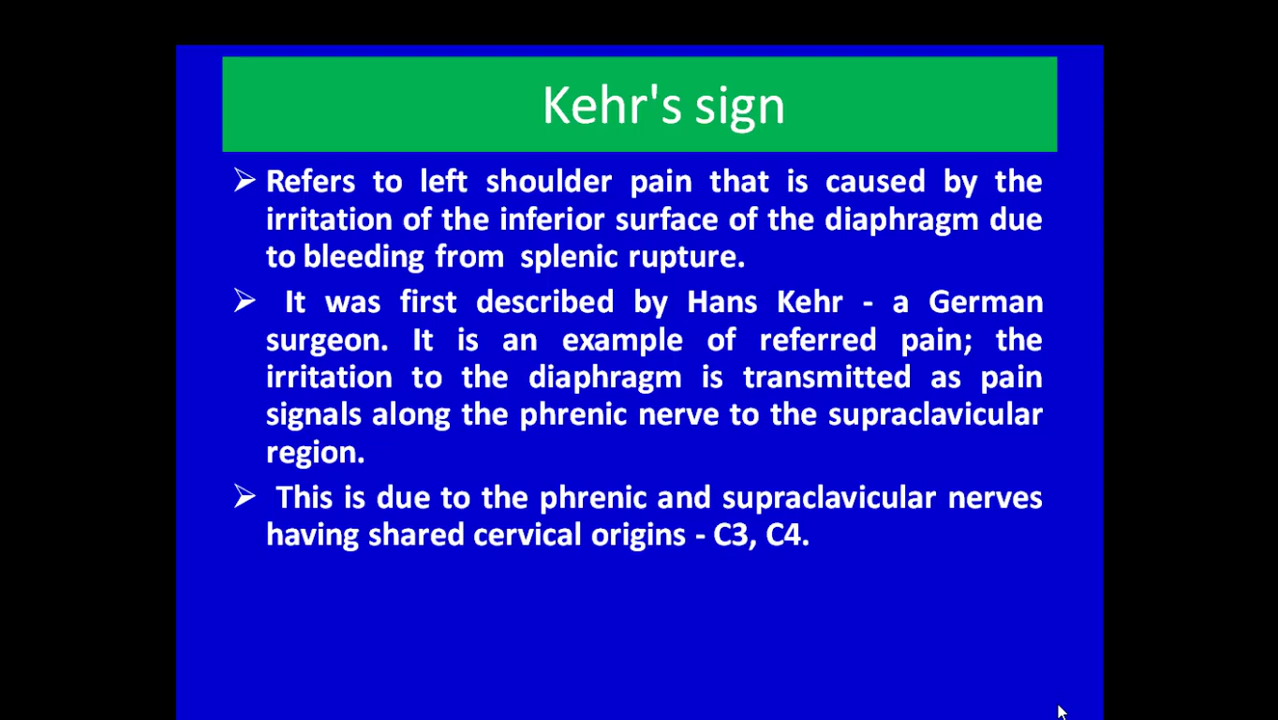 Kehr's sign
Refers to left shoulder pain that is caused by the
irritation of the inferior surface of the diaphragm due
to bleeding from splenic rupture.
It was first described by Hans Kehr - a German
surgeon. It is an example of referred pain; the
irritation to the diaphragm is transmitted as pain
signals along the phrenic nerve to the supraclavicular
region.
This is due to the phrenic and supraclavicular nerves
having shared cervical origins - C3, C4.